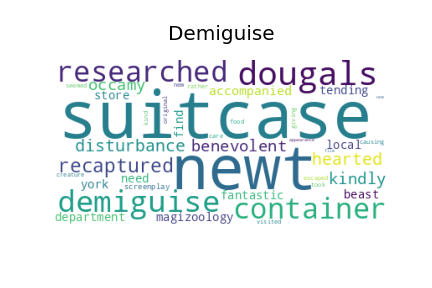 Demiguise
researched dougals
occamy accompanied tending
store
suitcase
find
disturbance benevolent local
newt
recaptured hearted
need kindly
york screenplay
demiguise fantastic beast
container
department magizoology
visited
seemed new rather
kind original food care
creature took escaped
causing appearance